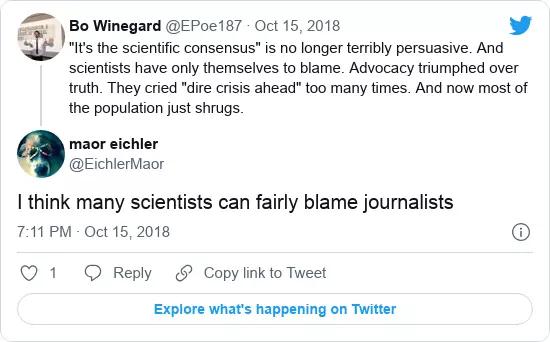 Bo Winegard @EPoe187 · Oct 15, 2018
"It's the scientific consensus" is no longer terribly persuasive. And
scientists have only themselves to blame. Advocacy triumphed over
truth. They cried "dire crisis ahead" too many times. And now most of
the population just shrugs.
maor eichler
@EichlerMaor
I think many scientists can fairly blame journalists
7:11 PM · Oct 15, 2018
1 Reply Copy link to Tweet
Explore what's happening on Twitter